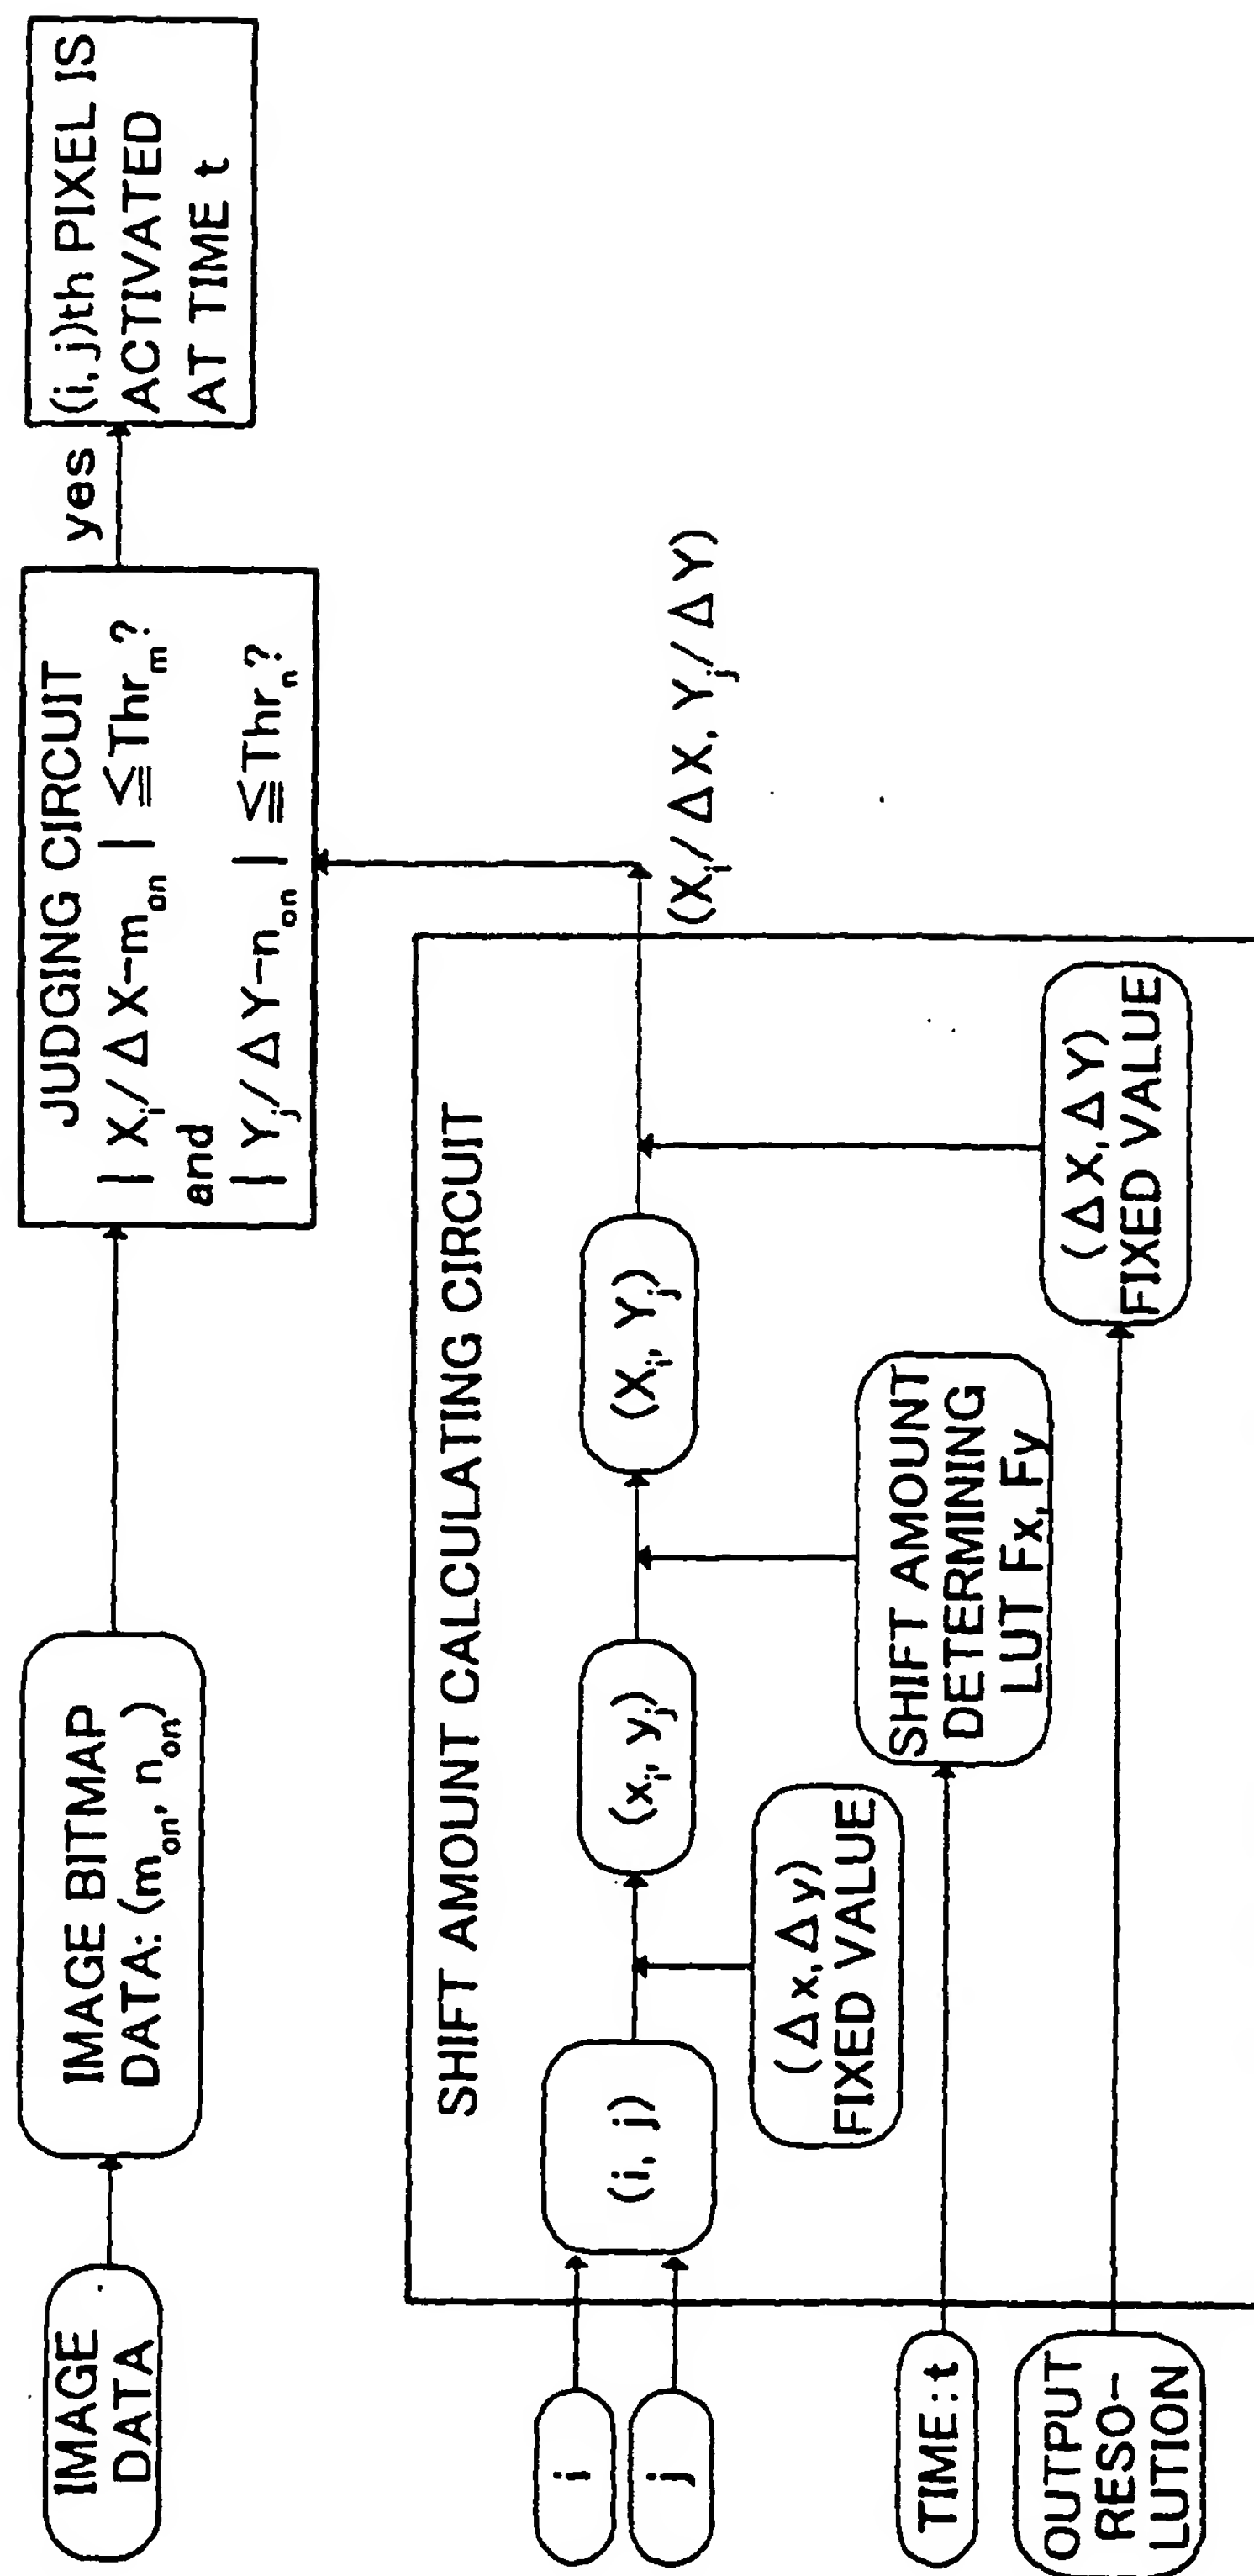 IMAGE
DATA
IMAGE BITMAP
DATA: (m_on, n_on)
JUDGING CIRCUIT
| X_i/ΔX-m_on | ≦Thr_m?
and
| Y_j/ΔY-n_on | ≦Thr_n?
yes
(i, j)th PIXEL IS
ACTIVATED
AT TIME t
SHIFT AMOUNT CALCULATING CIRCUIT
i
j
(i, j)
(Δx, Δy)
FIXED VALUE
(x_i, y_j)
SHIFT AMOUNT
DETERMINING
LUT Fx, Fy
(X_i, Y_j)
(ΔX, ΔY)
FIXED VALUE
(X_i/ΔX, Y_j/ΔY)
TIME: t
OUTPUT
RESO-
LUTION